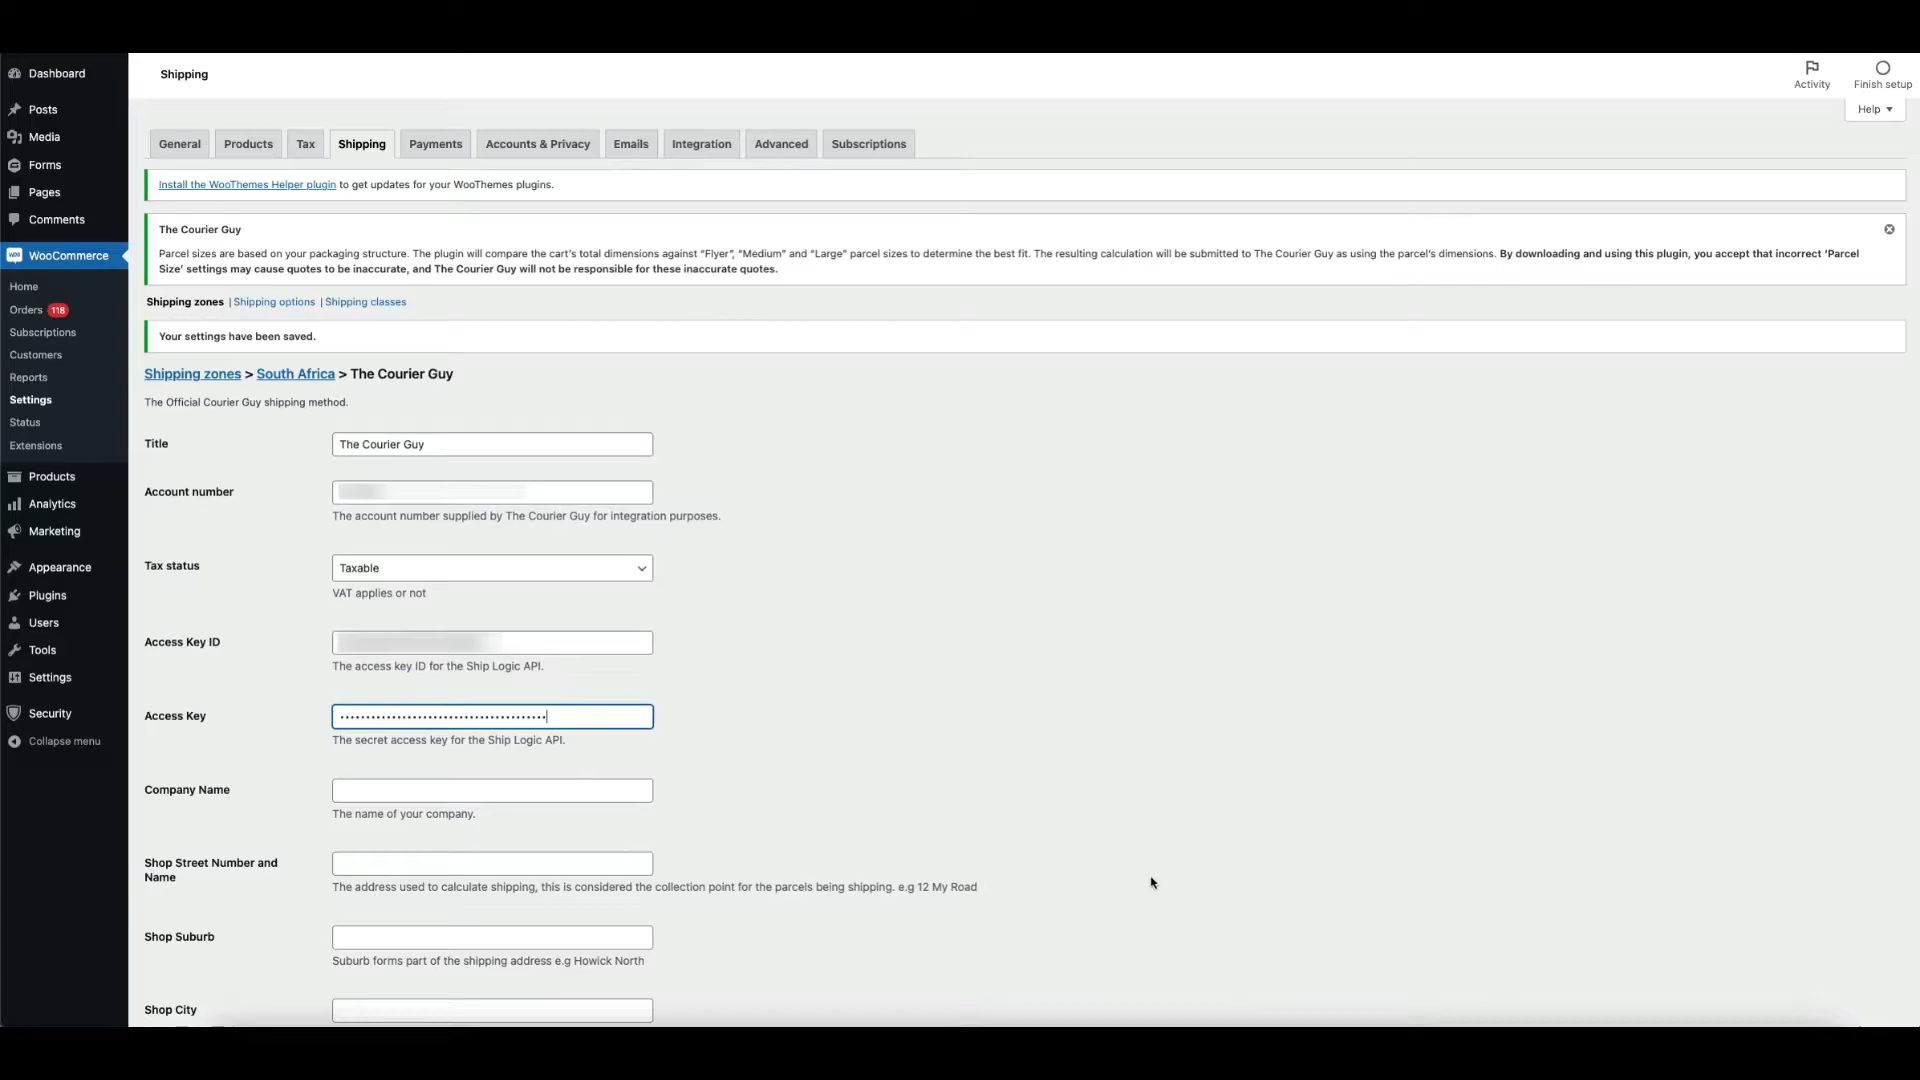 Dashboard
Posts
Media
Forms
Pages
Comments
WooCommerce
Home
Orders 118
Subscriptions
Customers
Reports
Settings
Status
Extensions
Products
Analytics
Marketing
Appearance
Plugins
Users
Tools
Settings
Security
Collapse menu
Shipping
Activity
Finish setup
Help
General
Products
Tax
Shipping
Payments
Accounts & Privacy
Emails
Integration
Advanced
Subscriptions
Install the WooThemes Helper plugin to get updates for your WooThemes plugins.
The Courier Guy
Parcel sizes are based on your packaging structure. The plugin will compare the cart's total dimensions against "Flyer", "Medium" and "Large" parcel sizes to determine the best fit. The resulting calculation will be submitted to The Courier Guy as using the parcel's dimensions. By downloading and using this plugin, you accept that incorrect 'Parcel
Size' settings may cause quotes to be inaccurate, and The Courier Guy will not be responsible for these inaccurate quotes.
Shipping zones | Shipping options | Shipping classes
Your settings have been saved.
Shipping zones > South Africa > The Courier Guy
The Official Courier Guy shipping method.
Title
The Courier Guy
Account number
The account number supplied by The Courier Guy for integration purposes.
Tax status
Taxable
VAT applies or not
Access Key ID
The access key ID for the Ship Logic API.
Access Key
The secret access key for the Ship Logic API.
Company Name
The name of your company.
Shop Street Number and
Name
The address used to calculate shipping, this is considered the collection point for the parcels being shipping. e.g 12 My Road
Shop Suburb
Suburb forms part of the shipping address e.g Howick North
Shop City